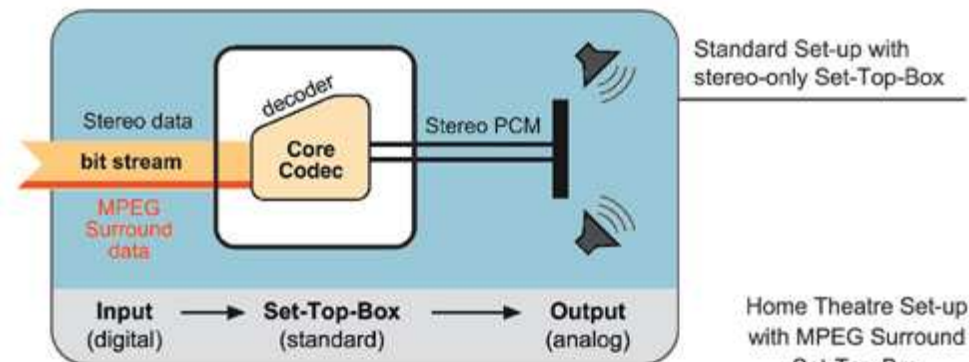 Standard Set-up with
stereo-only Set-Top-Box
decoder
Stereo data
Stereo PCM
Core
Codec
bit stream
MPEG
Surround
data
Input
(digital)
Set-Top-Box
(standard)
Output
(analog)
Home Theatre Set-up
with MPEG Surround